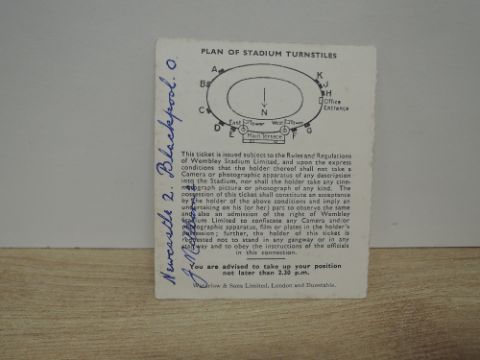 PLAN OF STADIUM TURNSTILES
A
B
C
D
E
F
G
H
J
K
N
Office
Entrance
East Tower
West Tower
Main Terrace
This ticket is issued subject to the Rules and Regulations
of Wembley Stadium Limited, and upon the express
conditions that the holder thereof shall not take a
Camera or photographic apparatus of any description
into the Stadium, nor shall the holder take any cine-
matograph picture or photograph of any kind. The
possession of this ticket shall constitute an acceptance
by the holder of the above conditions and imply an
undertaking on his (or her) part to observe the same
and also an admission of the right of Wembley
Stadium Limited to confiscate any Camera and/or
photographic apparatus, film or plates in the holder's
possession; further, the holder of this ticket is
requested not to stand in any gangway or in any
stairway and to obey the instructions of the officials
in this connection.
You are advised to take up your position
not later than 2.30 p.m.
Waterlow & Sons Limited, London and Dunstable.
Newcastle 2. Blackpool. 0.
J. Milburn 2